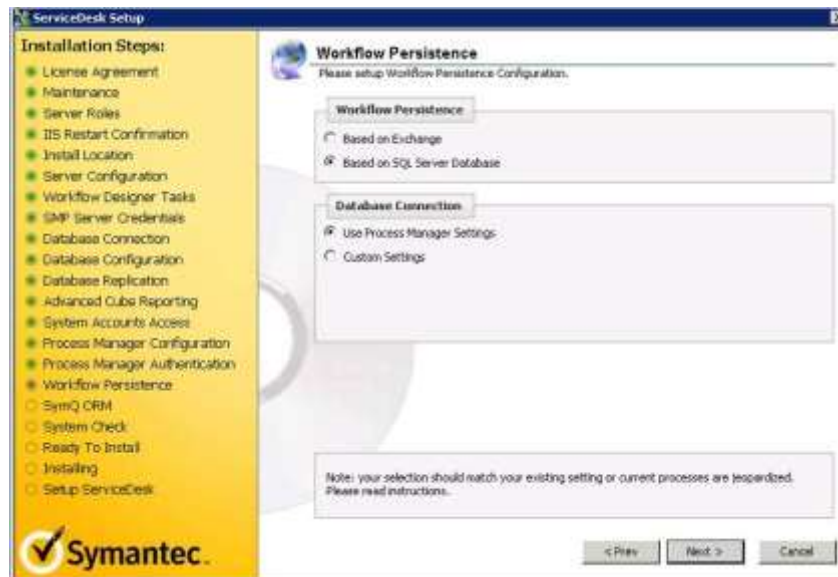 ServiceDesk Setup
Installation Steps:
License Agreement
Maintenance
Server Roles
IIS Restart Confirmation
Install Location
Server Configuration
Workflow Designer Tasks
SMP Server Credentials
Database Connection
Database Configuration
Database Replication
Advanced Cube Reporting
System Accounts Access
Process Manager Configuration
Process Manager Authentication
Workflow Persistence
SymQ ORM
System Check
Ready To Install
Installing
Setup ServiceDesk
Symantec.
Workflow Persistence
Please setup Workflow Persistence Configuration.
Workflow Persistence
Based on Exchange
Based on SQL Server Database
Database Connection
Use Process Manager Settings
Custom Settings
Note: your selection should match your existing setting or current processes are jeopardized.
Please read instructions.
< Prev
Next >
Cancel